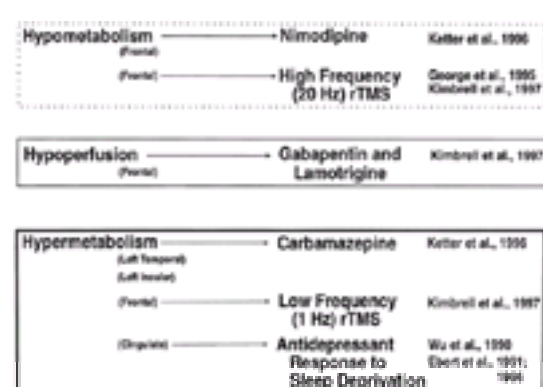 Hypometabolism Nimodipine Ketter et al., 1996
(Frontal)
(Frontal) High Frequency George et al., 1995
(20 Hz) rTMS Kimbrell et al., 1997
Hypoperfusion Gabapentin and Kimbrell et al., 1997
(Frontal) Lamotrigine
Hypermetabolism Carbamazepine Ketter et al., 1996
(Left Temporal)
(Left Insular)
(Frontal) Low Frequency Kimbrell et al., 1997
(1 Hz) rTMS
(Cingulate) Antidepressant Wu et al.,
Response to Ebert et al., 1991;
Sleep Deprivation